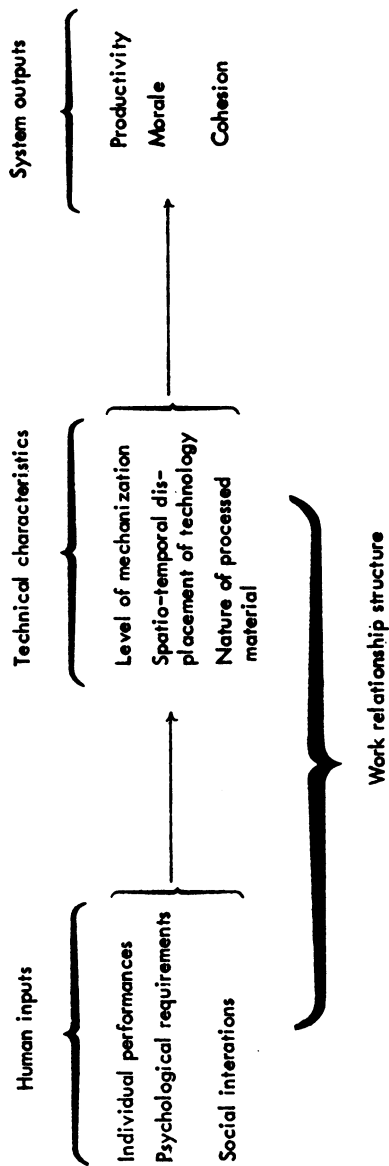 Human inputs
Individual performances
Psychological requirements
Social interations
Technical characteristics
Level of mechanization
Spatio-temporal dis-
placement of technology
Nature of processed
material
System outputs
Productivity
Morale
Cohesion
Work relationship structure